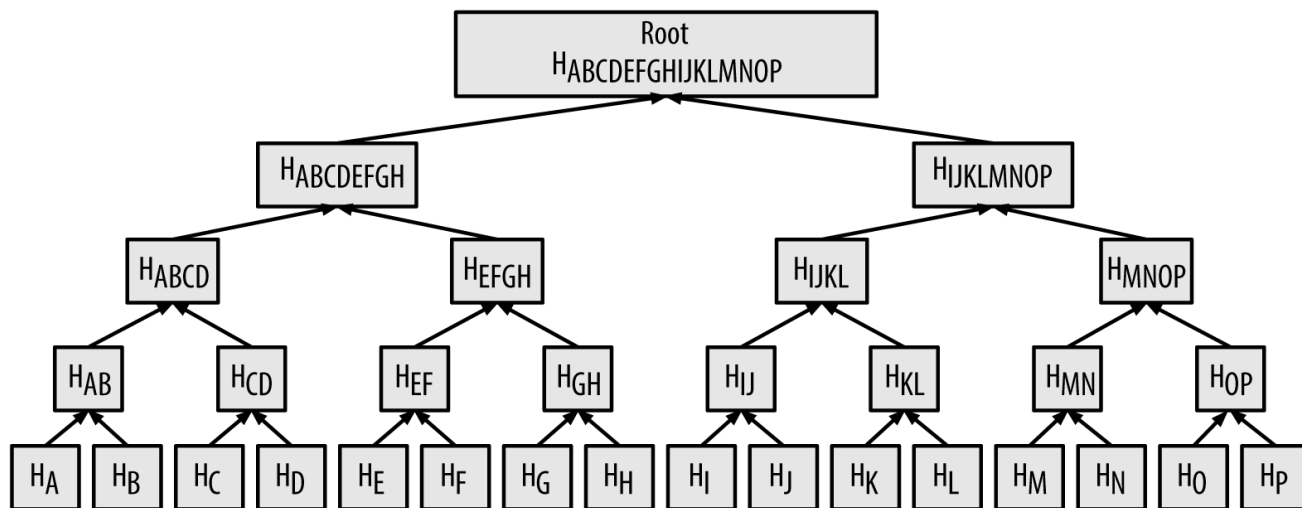 Root
HABCDEFGHIJKLMNOP
HABCDEFGH
HIJKLMNOP
HABCD
HEFGH
HIJKL
HMNOP
HAB
HCD
HEF
HGH
HIJ
HKL
HMN
HOP
HA
HB
HC
HD
HE
HF
HG
HH
HI
HJ
HK
HL
HM
HN
HO
HP